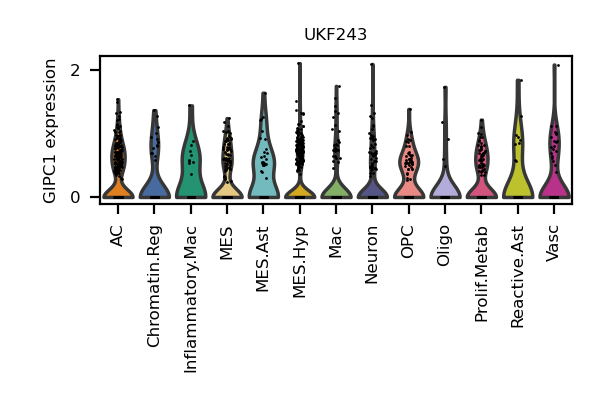 UKF243
GIPC1 expression
2
0
AC
Chromatin.Reg
Inflammatory.Mac
MES
MES.Ast
MES.Hyp
Mac
Neuron
OPC
Oligo
Prolif.Metab
Reactive.Ast
Vasc